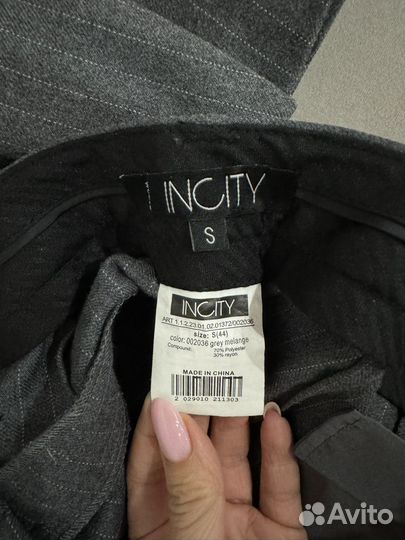 INCITY
S
INCITY
ART 1.1.2.23.01.02.01372/002036
size: S(44)
color: 002036 grey melange
Compound: 70% Polyester
30% rayon
MADE IN CHINA
2 029010 211303
Avito